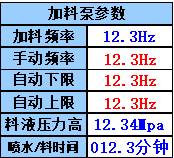 加料泵参数
加料频率 12.3Hz
手动频率 12.3Hz
自动下限 12.3Hz
自动上限 12.3Hz
料液压力高 12.34Mpa
喷水/料时间 012.3分钟